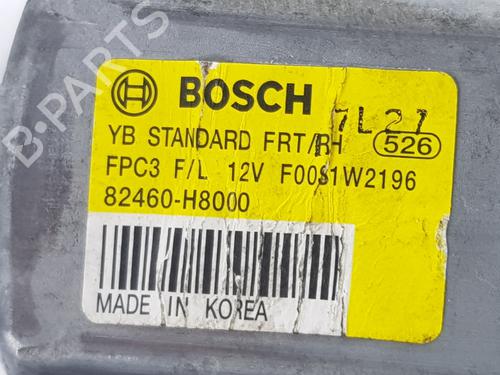 BOSCH
7L27
YB STANDARD FRT/RH
526
FPC3 F/L 12V F00S1W2196
82460-H8000
MADE IN KOREA
B-PARTS